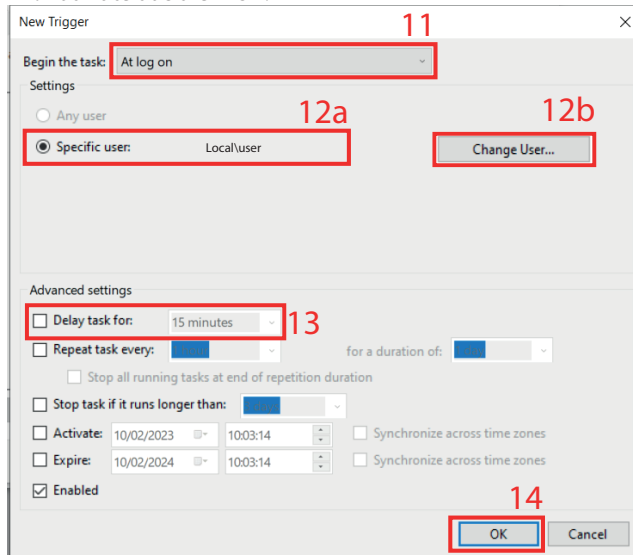 New Trigger
11
Begin the task: At log on
Settings
Any user
12a
12b
Specific user: Local\user
Change User...
Advanced settings
Delay task for: 15 minutes
13
Repeat task every: for a duration of:
Stop all running tasks at end of repetition duration
Stop task if it runs longer than:
Activate: 10/02/2023 10:03:14 Synchronize across time zones
Expire: 10/02/2024 10:03:14 Synchronize across time zones
Enabled
14
OK Cancel